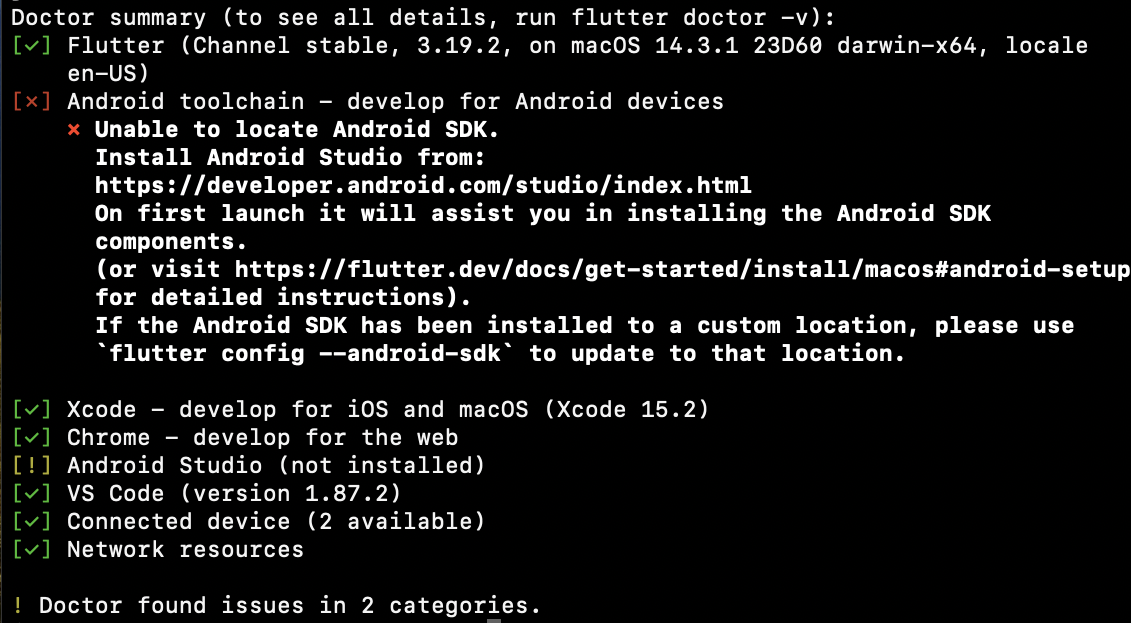 Doctor summary (to see all details, run flutter doctor -v):
[✓] Flutter (Channel stable, 3.19.2, on macOS 14.3.1 23D60 darwin-x64, locale
en-US)
[✗] Android toolchain - develop for Android devices
✗ Unable to locate Android SDK.
Install Android Studio from:
https://developer.android.com/studio/index.html
On first launch it will assist you in installing the Android SDK
components.
(or visit https://flutter.dev/docs/get-started/install/macos#android-setup
for detailed instructions).
If the Android SDK has been installed to a custom location, please use
`flutter config --android-sdk` to update to that location.
[✓] Xcode - develop for iOS and macOS (Xcode 15.2)
[✓] Chrome - develop for the web
[!] Android Studio (not installed)
[✓] VS Code (version 1.87.2)
[✓] Connected device (2 available)
[✓] Network resources
! Doctor found issues in 2 categories.